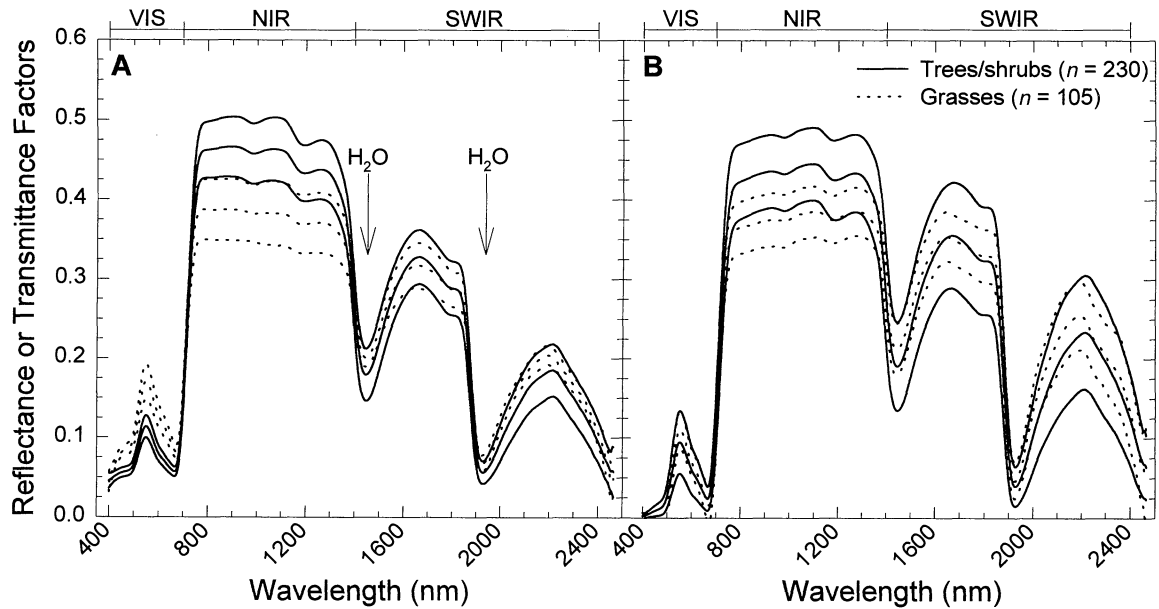 VIS NIR SWIR VIS NIR SWIR
0.6
A
B
Trees/shrubs (n = 230)
Grasses (n = 105)
0.5
H₂O H₂O
0.4
0.3
0.2
0.1
0.0
Reflectance or Transmittance Factors
400 800 1200 1600 2000 2400 400 800 1200 1600 2000 2400
Wavelength (nm) Wavelength (nm)